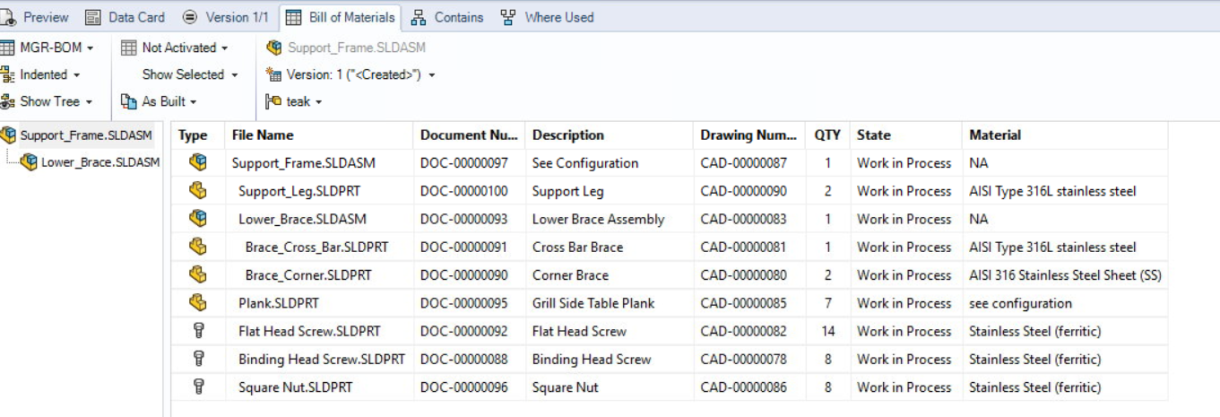 Preview Data Card Version 1/1 Bill of Materials Contains Where Used
MGR-BOM Not Activated Support_Frame.SLDASM
Indented Show Selected Version: 1 ("<Created>")
Show Tree As Built teak
Support_Frame.SLDASM
Lower_Brace.SLDASM
Type File Name Document Nu... Description Drawing Num... QTY State Material
Support_Frame.SLDASM DOC-00000097 See Configuration CAD-00000087 1 Work in Process NA
Support_Leg.SLDPRT DOC-00000100 Support Leg CAD-00000090 2 Work in Process AISI Type 316L stainless steel
Lower_Brace.SLDASM DOC-00000093 Lower Brace Assembly CAD-00000083 1 Work in Process NA
Brace_Cross_Bar.SLDPRT DOC-00000091 Cross Bar Brace CAD-00000081 1 Work in Process AISI Type 316L stainless steel
Brace_Corner.SLDPRT DOC-00000090 Corner Brace CAD-00000080 2 Work in Process AISI 316 Stainless Steel Sheet (SS)
Plank.SLDPRT DOC-00000095 Grill Side Table Plank CAD-00000085 7 Work in Process see configuration
Flat Head Screw.SLDPRT DOC-00000092 Flat Head Screw CAD-00000082 14 Work in Process Stainless Steel (ferritic)
Binding Head Screw.SLDPRT DOC-00000088 Binding Head Screw CAD-00000078 8 Work in Process Stainless Steel (ferritic)
Square Nut.SLDPRT DOC-00000096 Square Nut CAD-00000086 8 Work in Process Stainless Steel (ferritic)